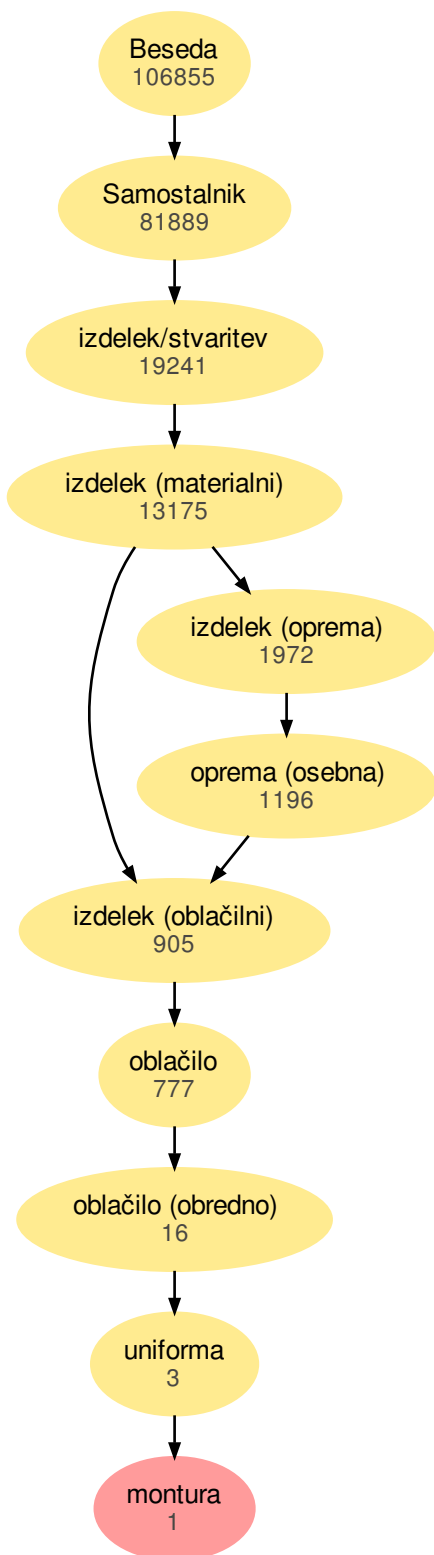 Beseda
106855
Samostalnik
81889
izdelek/stvaritev
19241
izdelek (materialni)
13175
izdelek (oprema)
1972
oprema (osebna)
1196
izdelek (oblačilni)
905
oblačilo
777
oblačilo (obredno)
16
uniforma
3
montura
1